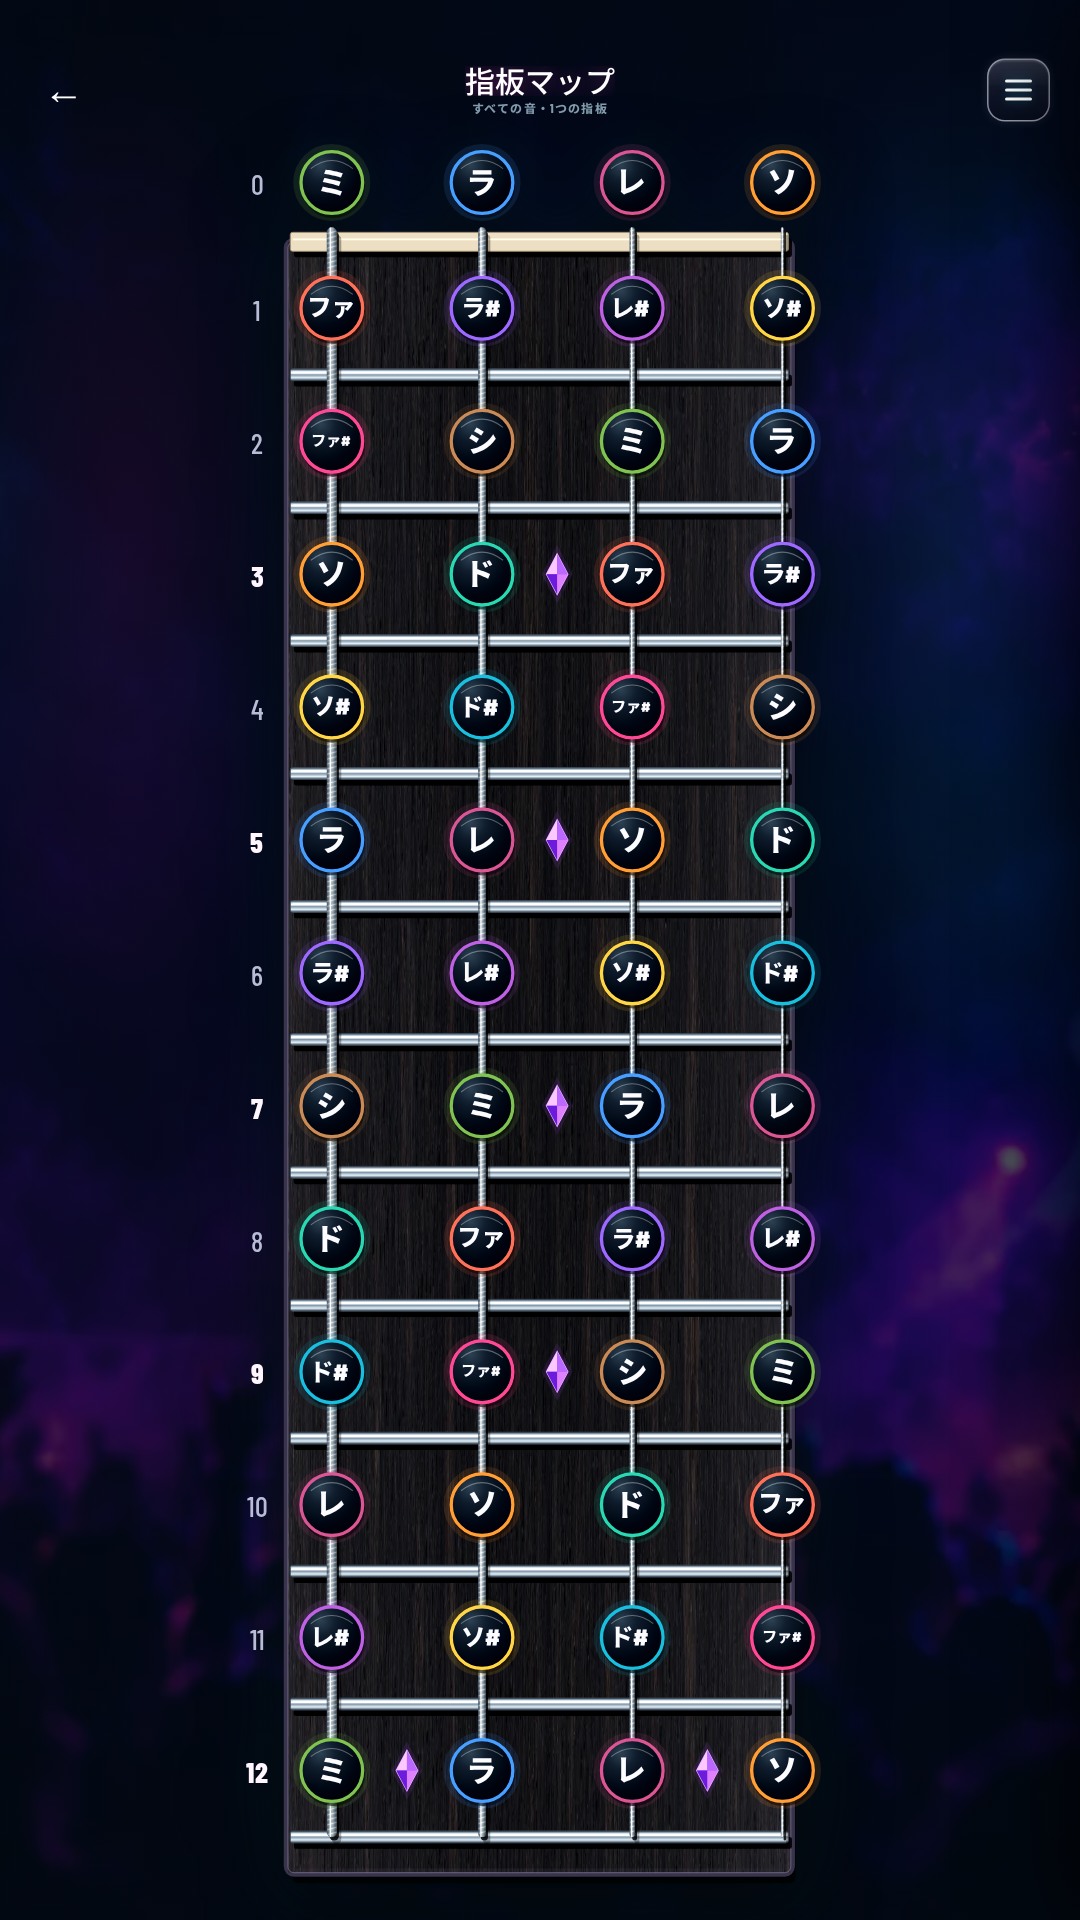 ←
指板マップ
すべての音・1つの指板
0 ミ ラ レ ソ
1 ファ ラ# レ# ソ#
2 ファ# シ ミ ラ
3 ソ ド ファ ラ#
4 ソ# ド# ファ# シ
5 ラ レ ソ ド
6 ラ# レ# ソ# ド#
7 シ ミ ラ レ
8 ド ファ ラ# レ#
9 ド# ファ# シ ミ
10 レ ソ ド ファ
11 レ# ソ# ド# ファ#
12 ミ ラ レ ソ